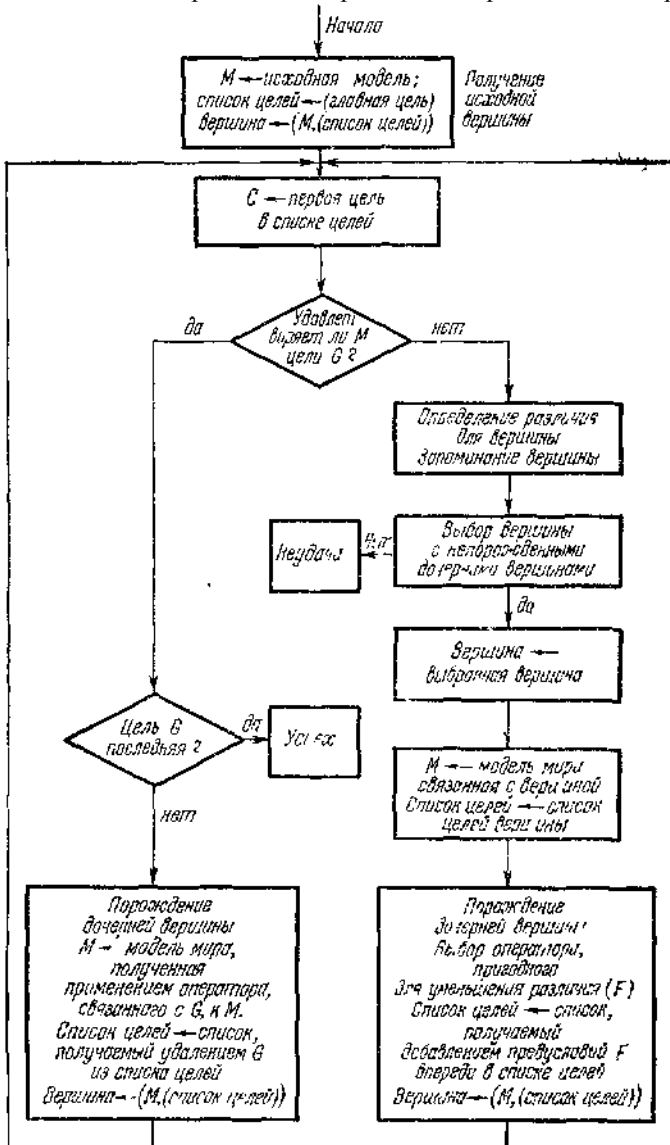 Начало
М ← исходная модель;
список целей ← (главная цель)
Вершина ← (М, (список целей))
Получение
исходной
вершины
G ← первая цель
в списке целей
Удовлет
воряет ли М
цели G ?
да
нет
Определение различия
для вершины
Запоминание вершины
Выбор вершины
с непорожденными
дочерними вершинами
Неудача
нет
да
Вершина ←
выбранная вершина
Цель G
последняя ?
да
Успех
нет
М ← модель мира
связанная с вершиной
Список целей ← список
целей вершины
Порождение
дочерней вершины
М ← модель мира,
полученная
применением оператора,
связанного с G, к М.
Список целей ← список,
получаемый удалением G
из списка целей
Вершина ← (М, (список целей))
Порождение
дочерней вершины:
Выбор оператора,
пригодного
для уменьшения различия (F)
Список целей ← список,
получаемый
добавлением предусловий F
впереди в списке целей
Вершина ← (М, (список целей))